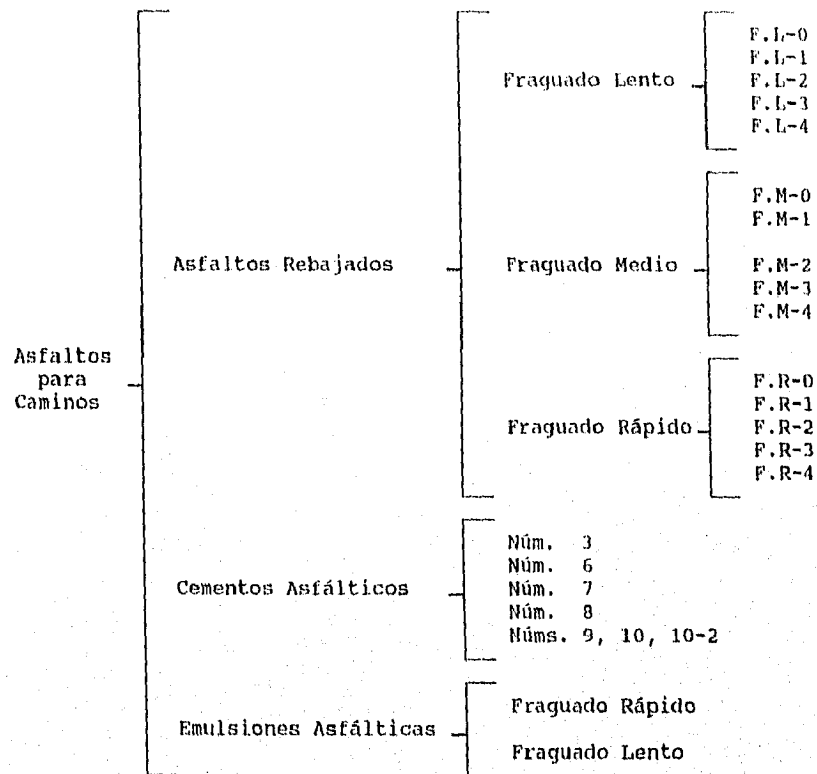 F.L-0
F.L-1
Fraguado Lento F.L-2
F.L-3
F.L-4
F.M-0
F.M-1
Asfaltos Rebajados Fraguado Medio F.M-2
F.M-3
F.M-4
Asfaltos
para
Caminos
F.R-0
F.R-1
Fraguado Rápido F.R-2
F.R-3
F.R-4
Núm. 3
Núm. 6
Cementos Asfálticos Núm. 7
Núm. 8
Núms. 9, 10, 10-2
Emulsiones Asfálticas
Fraguado Rápido
Fraguado Lento